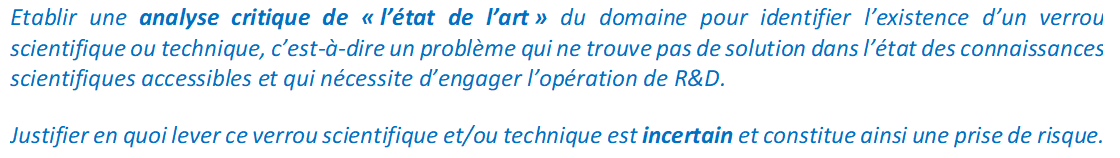 Etablir une analyse critique de « l’état de l’art » du domaine pour identifier l’existence d’un verrou
scientifique ou technique, c’est-à-dire un problème qui ne trouve pas de solution dans l’état des connaissances
scientifiques accessibles et qui nécessite d’engager l’opération de R&D.
Justifier en quoi lever ce verrou scientifique et/ou technique est incertain et constitue ainsi une prise de risque.